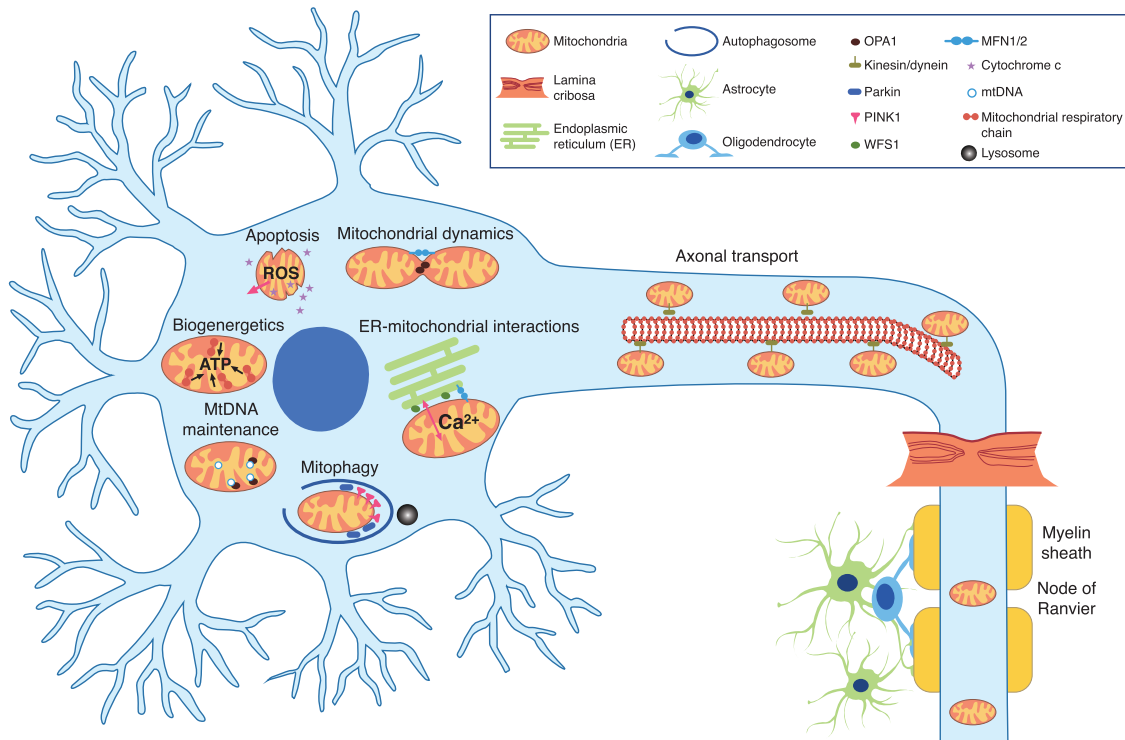 Mitochondria
Lamina
cribosa
Endoplasmic
reticulum (ER)
Autophagosome
Astrocyte
Oligodendrocyte
OPA1
Kinesin/dynein
Parkin
PINK1
WFS1
MFN1/2
Cytochrome c
mtDNA
Mitochondrial respiratory
chain
Lysosome
Apoptosis
ROS
Mitochondrial dynamics
Axonal transport
Biogenergetics
ATP
ER-mitochondrial interactions
Ca²⁺
MtDNA
maintenance
Mitophagy
Myelin
sheath
Node of
Ranvier